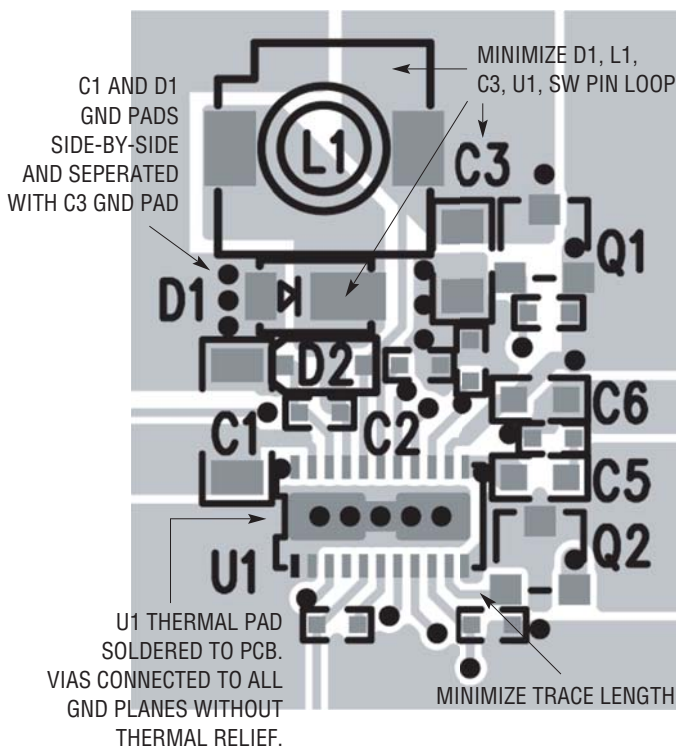 C1 AND D1
GND PADS
SIDE-BY-SIDE
AND SEPERATED
WITH C3 GND PAD
MINIMIZE D1, L1,
C3, U1, SW PIN LOOP
L1
C3
Q1
D1
D2
C6
C1
C2
C5
U1
Q2
U1 THERMAL PAD
SOLDERED TO PCB.
VIAS CONNECTED TO ALL
GND PLANES WITHOUT
THERMAL RELIEF.
MINIMIZE TRACE LENGTH